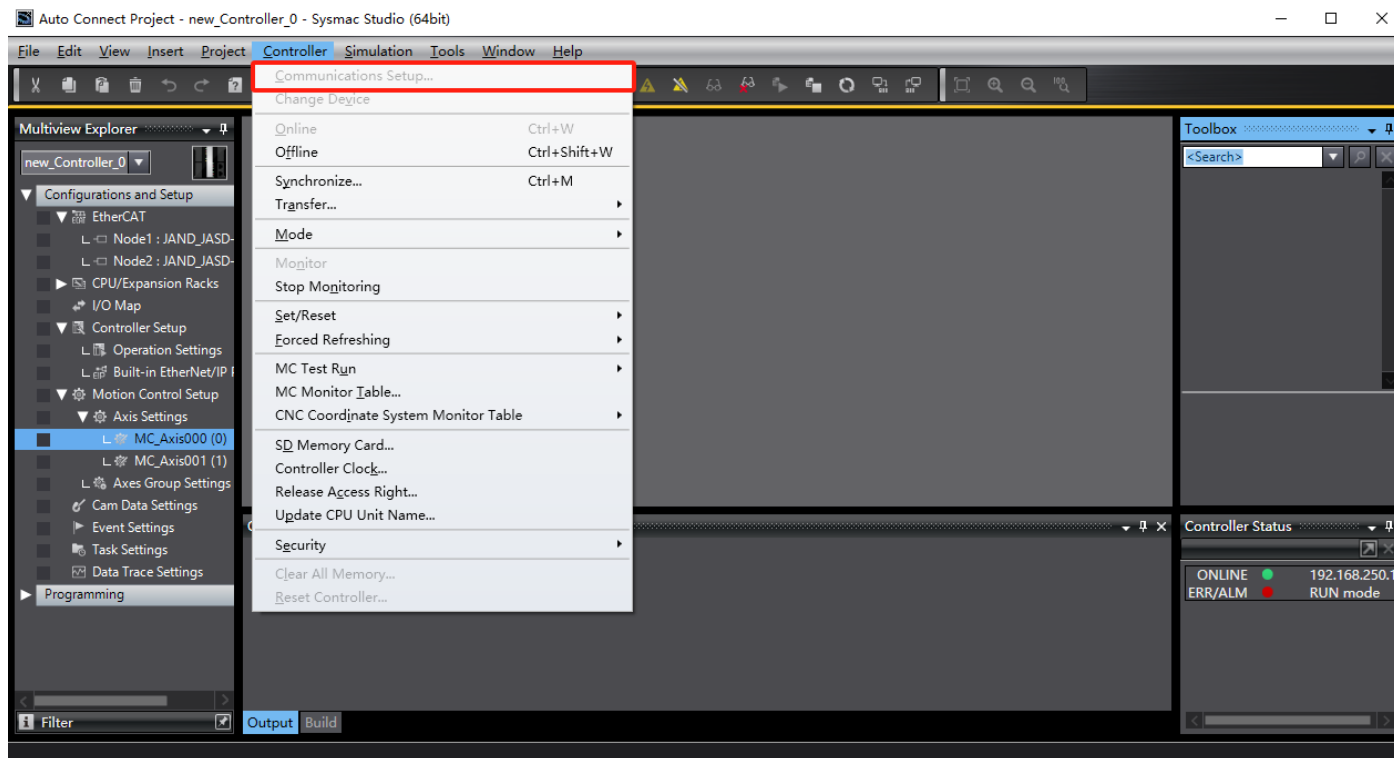 Auto Connect Project - new_Controller_0 - Sysmac Studio (64bit)
File Edit View Insert Project Controller Simulation Tools Window Help
Communications Setup...
Change Device
Online Ctrl+W
Offline Ctrl+Shift+W
Synchronize... Ctrl+M
Transfer...
Mode
Monitor
Stop Monitoring
Set/Reset
Forced Refreshing
MC Test Run
MC Monitor Table...
CNC Coordinate System Monitor Table
SD Memory Card...
Controller Clock...
Release Access Right...
Update CPU Unit Name...
Security
Clear All Memory...
Reset Controller...
Multiview Explorer
new_Controller_0
Configurations and Setup
EtherCAT
Node1 : JAND_JASD-
Node2 : JAND_JASD-
CPU/Expansion Racks
I/O Map
Controller Setup
Operation Settings
Built-in EtherNet/IP
Motion Control Setup
Axis Settings
MC_Axis000 (0)
MC_Axis001 (1)
Axes Group Settings
Cam Data Settings
Event Settings
Task Settings
Data Trace Settings
Programming
Filter
Output Build
Toolbox
<Search>
Controller Status
ONLINE 192.168.250.1
ERR/ALM RUN mode